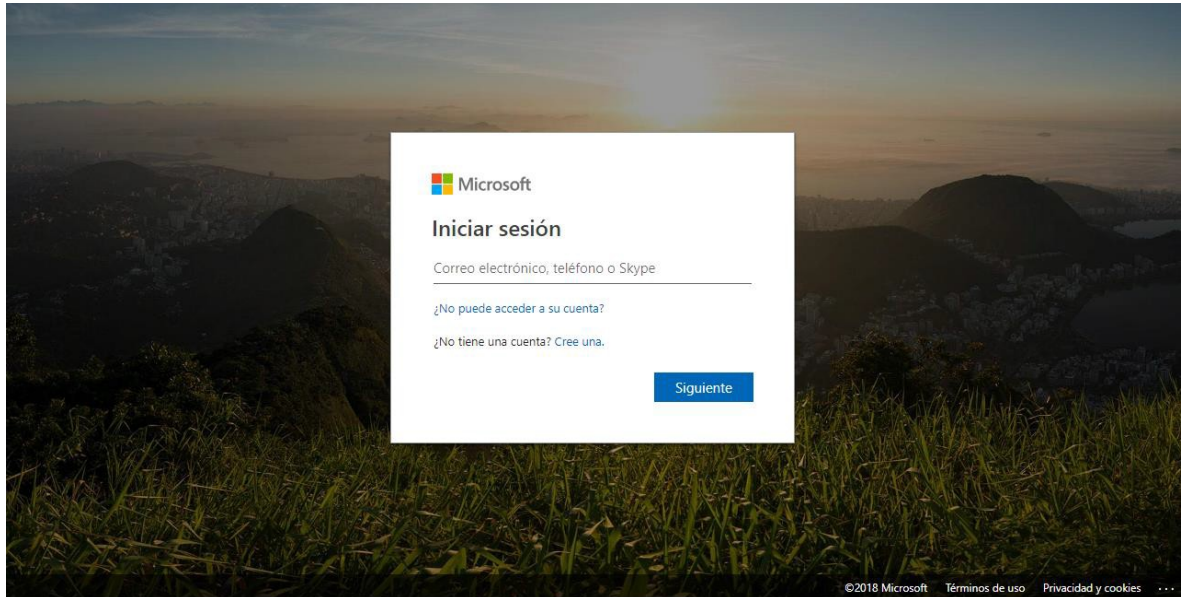 Microsoft
Iniciar sesión
Correo electrónico, teléfono o Skype
¿No puede acceder a su cuenta?
¿No tiene una cuenta? Cree una.
Siguiente
©2018 Microsoft Términos de uso Privacidad y cookies ...